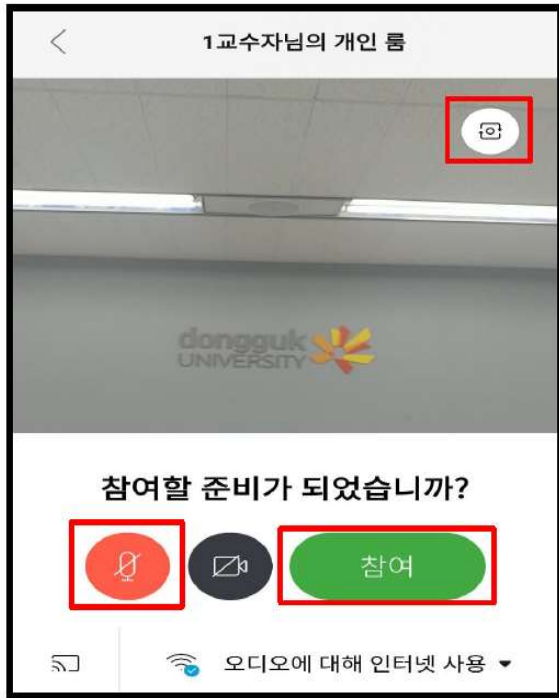 1교수자님의 개인 룸
dongguk
UNIVERSITY
참여할 준비가 되었습니까?
참여
오디오에 대해 인터넷 사용